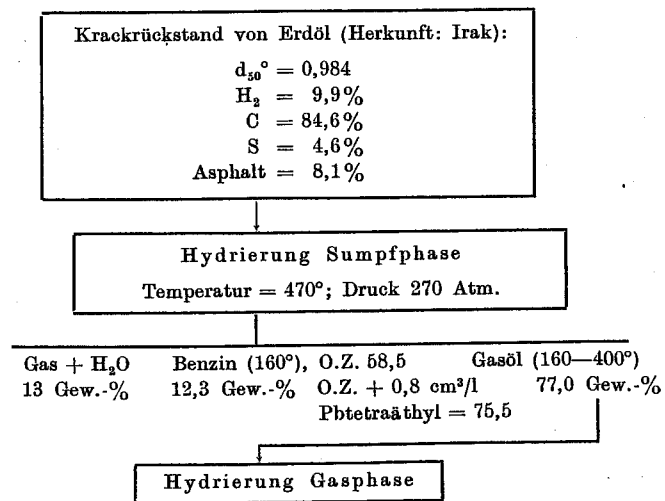 Krackrückstand von Erdöl (Herkunft: Irak):
d₅₀° = 0,984
H₂ = 9,9%
C = 84,6%
S = 4,6%
Asphalt = 8,1%
Hydrierung Sumpfphase
Temperatur = 470°; Druck 270 Atm.
Gas + H₂O Benzin (160°), O.Z. 58,5 Gasöl (160—400°)
13 Gew.-% 12,3 Gew.-% O.Z. + 0,8 cm³/l 77,0 Gew.-%
Pbtetraäthyl = 75,5
Hydrierung Gasphase